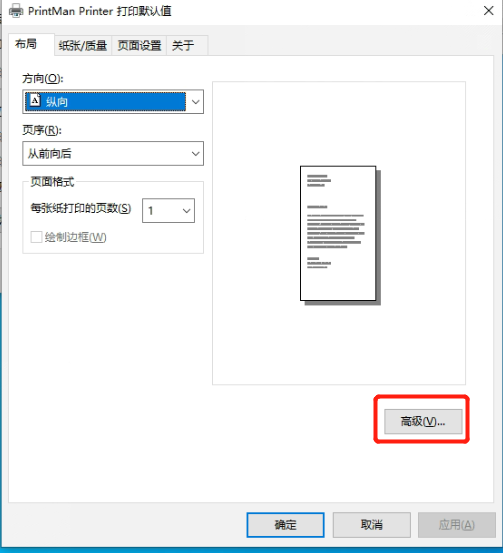 PrintMan Printer 打印默认值
布局 纸张/质量 页面设置 关于
方向(O):
纵向
页序(R):
从前向后
页面格式
每张纸打印的页数(S) 1
绘制边框(W)
高级(V)...
确定 取消 应用(A)